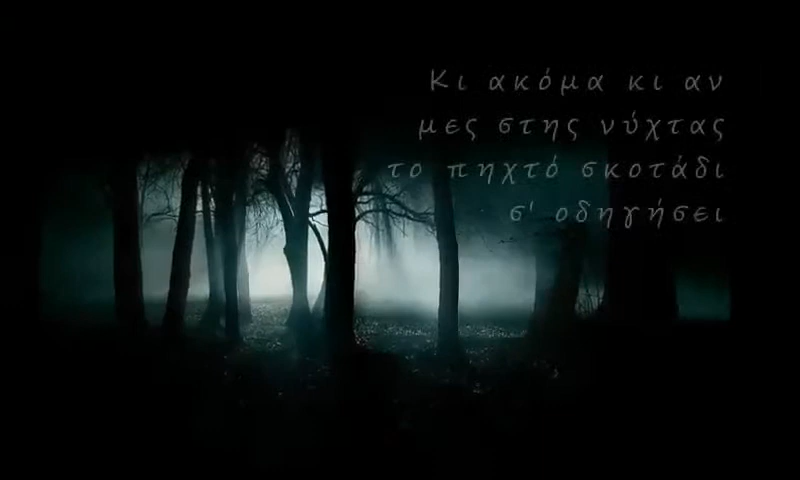 Κι ακόμα κι αν
μες στης νύχτας
το πηχτό σκοτάδι
σ' οδηγήσει